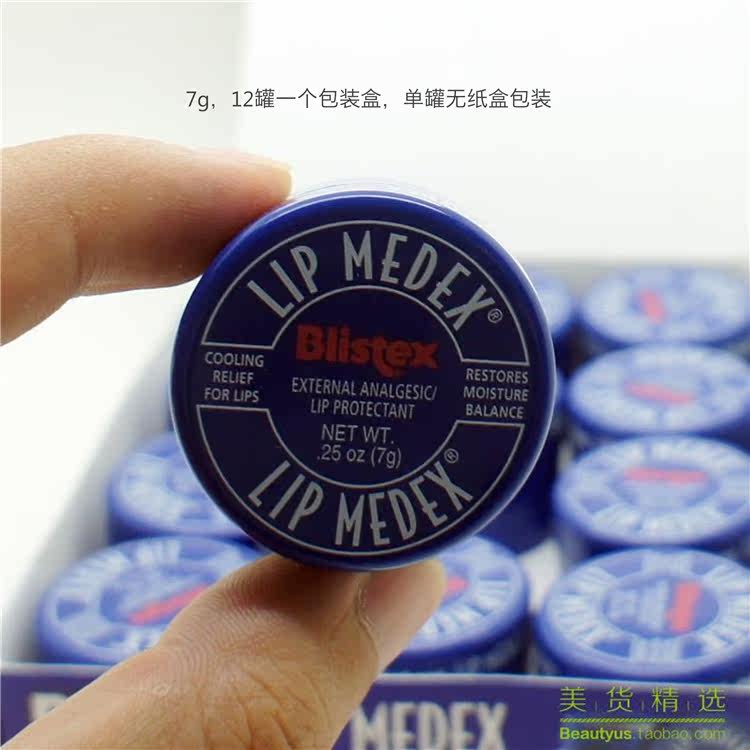 7g，12罐一个包装盒，单罐无纸盒包装
LIP MEDEX®
Blistex
COOLING
RELIEF
FOR LIPS
EXTERNAL ANALGESIC/
LIP PROTECTANT
RESTORES
MOISTURE
BALANCE
NET WT.
.25 oz (7g)
LIP MEDEX®
MEDEX
美货精选
Beautyus.taobao.com